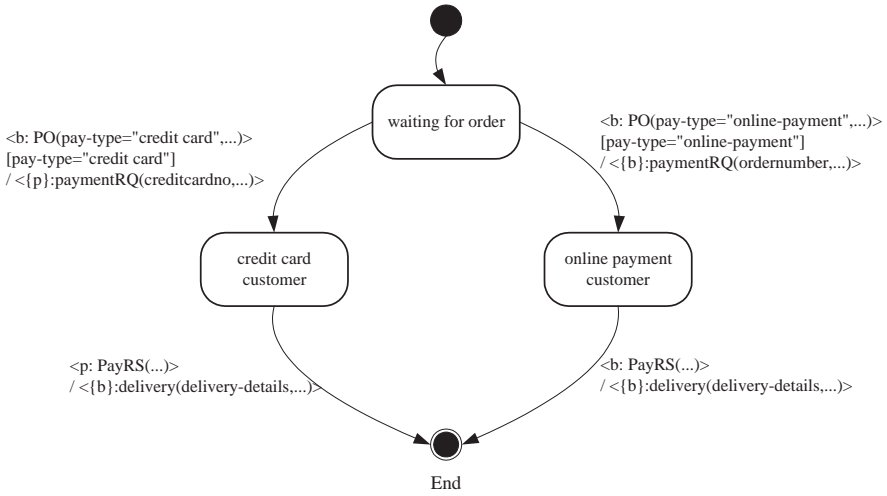 waiting for order
<b: PO(pay-type="credit card",...)>
[pay-type="credit card"]
/ <{p}:paymentRQ(creditcardno,...)>
<b: PO(pay-type="online-payment",...)>
[pay-type="online-payment"]
/ <{b}:paymentRQ(ordernumber,...)>
credit card
customer
online payment
customer
<p: PayRS(...)>
/ <{b}:delivery(delivery-details,...)>
<b: PayRS(...)>
/ <{b}:delivery(delivery-details,...)>
End